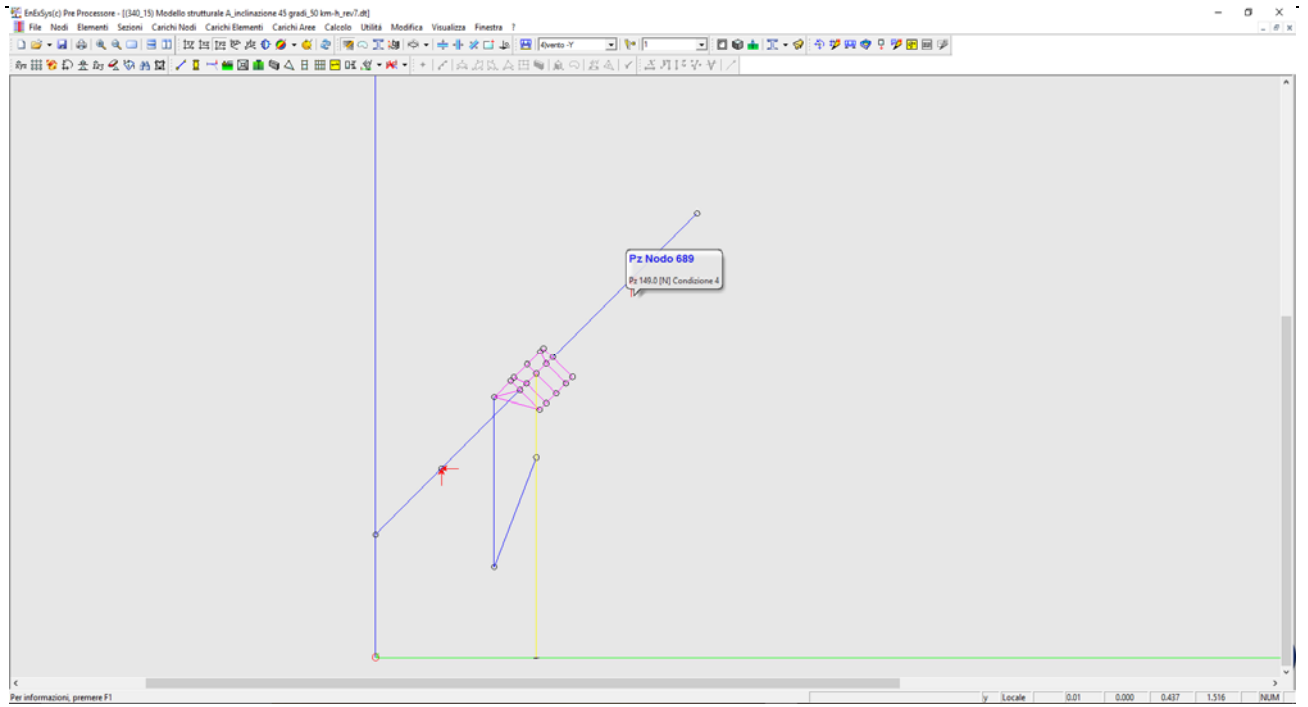 EnExSys(c) Pre Processore - [(340_15) Modello strutturale A_inclinazione 45 gradi_50 km-h_rev7.dt]
File Nodi Elementi Sezioni Carichi Nodi Carichi Elementi Carichi Aree Calcolo Utilità Modifica Visualizza Finestra ?
4)vento -Y 1
Pz Nodo 689
Pz 149.0 [N] Condizione 4
Per informazioni, premere F1
y Locale 0.01 0.000 0.437 1.516 NUM